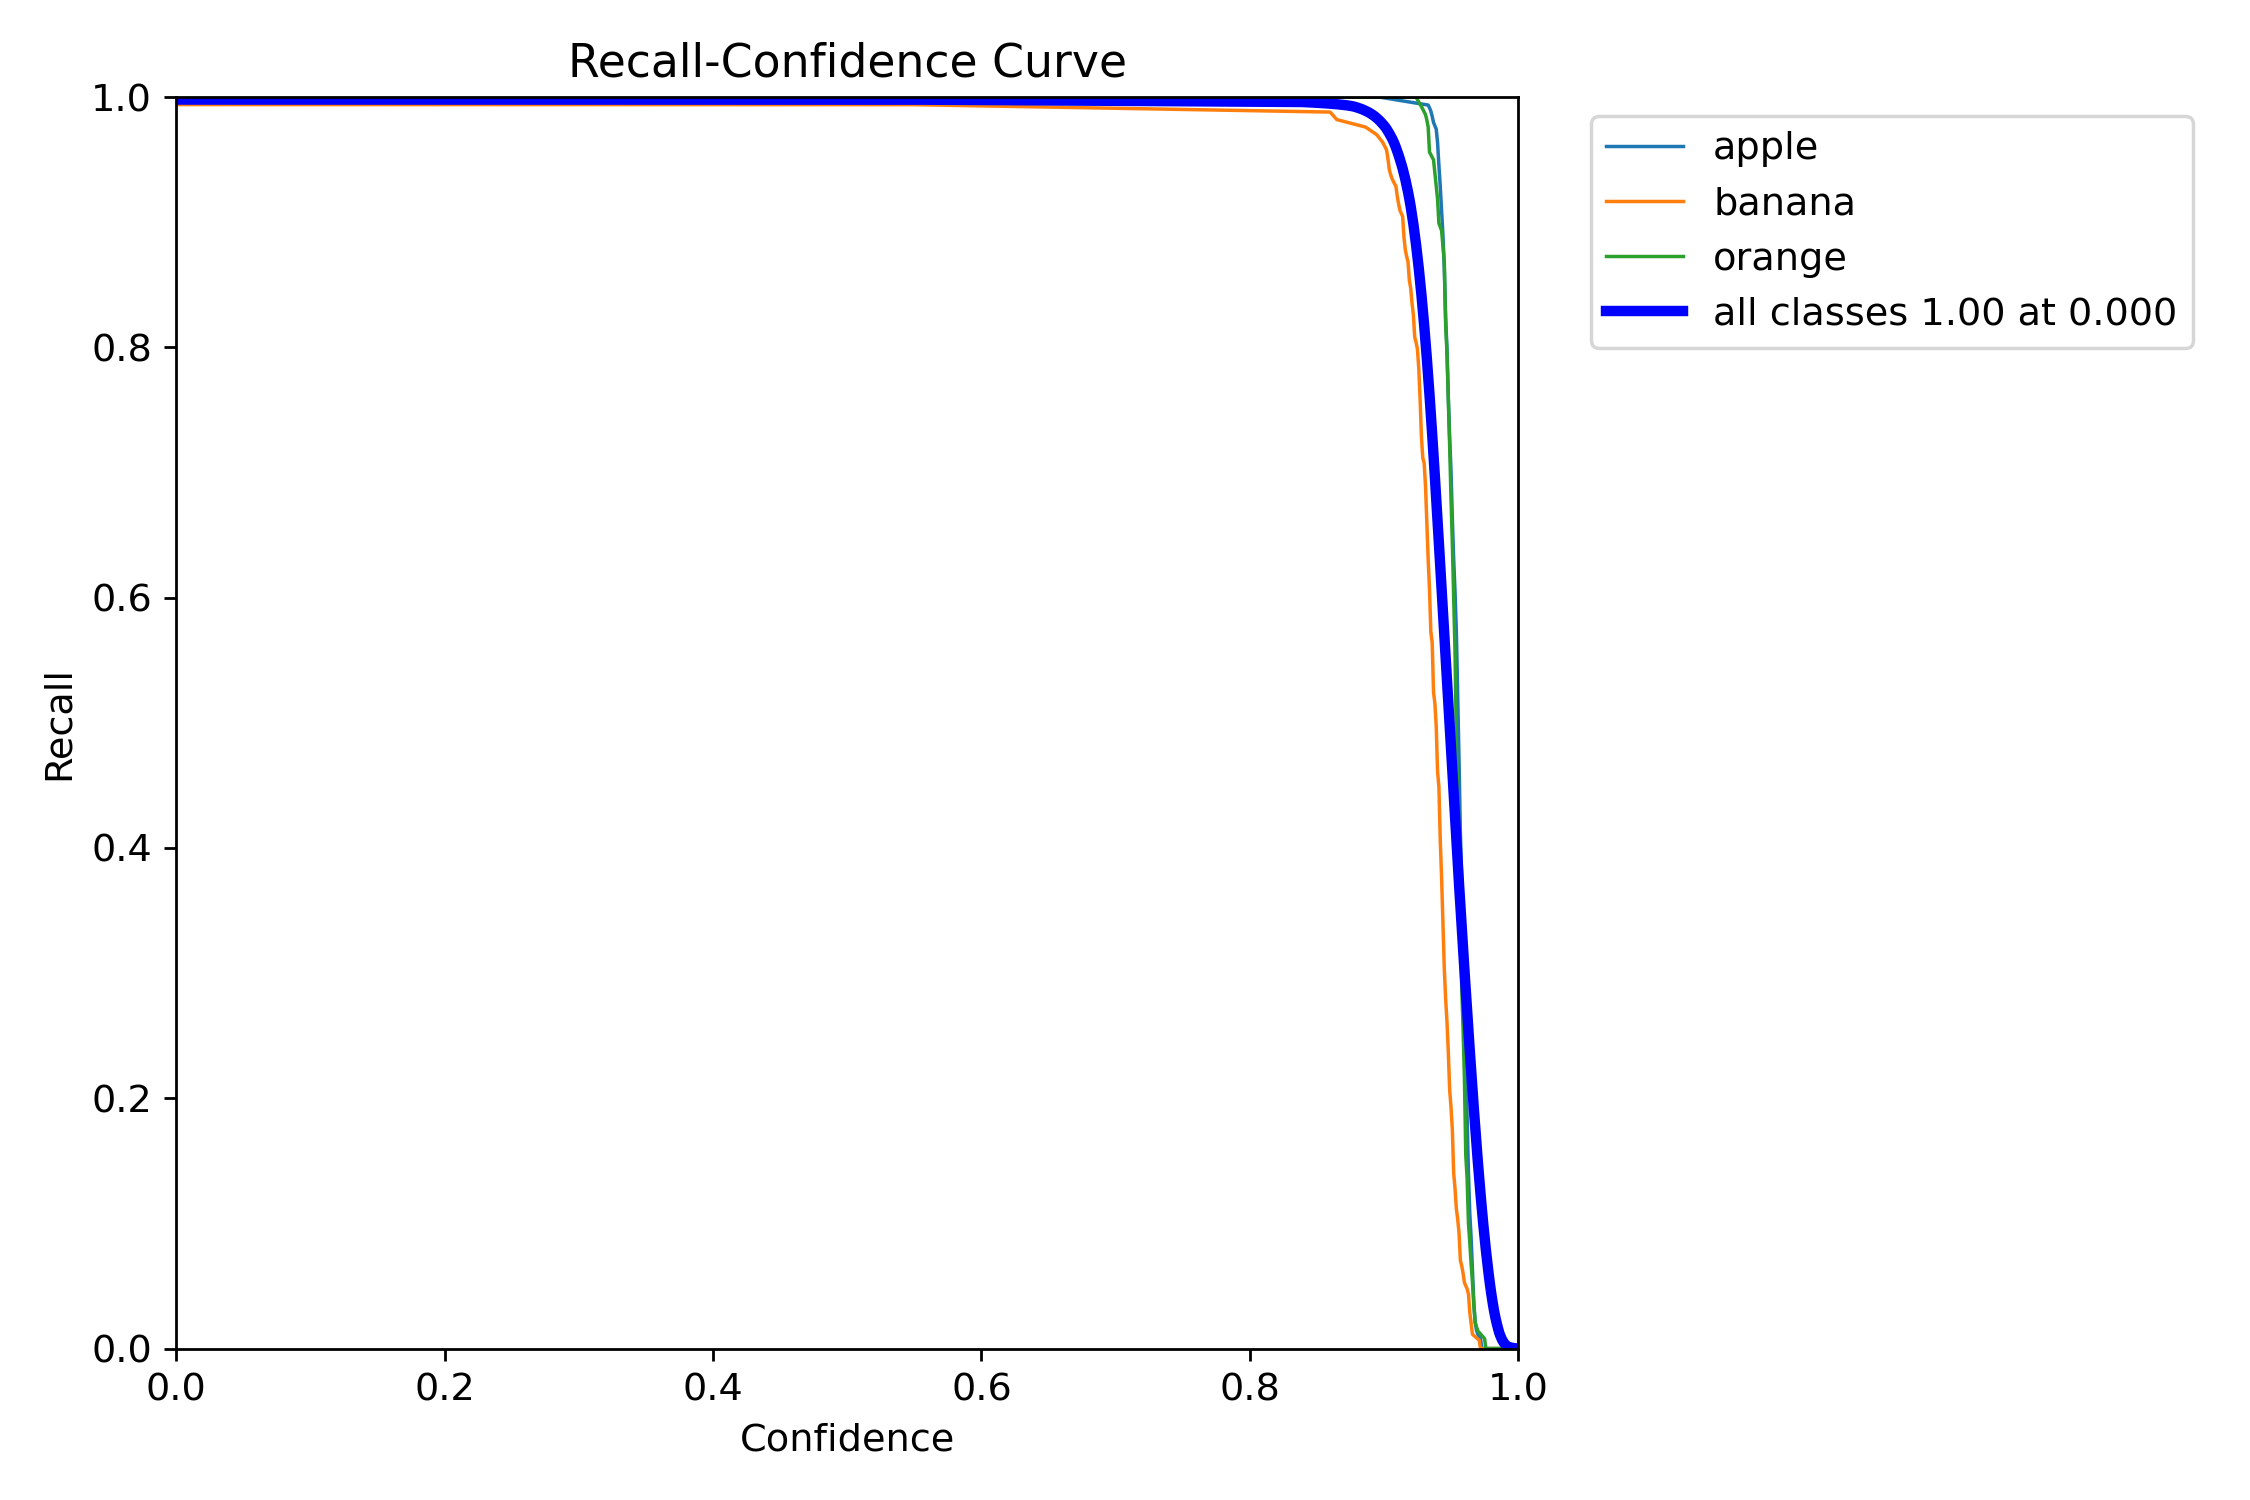 Recall-Confidence Curve
1.0
0.8
0.6
0.4
0.2
0.0
Recall
0.0 0.2 0.4 0.6 0.8 1.0
Confidence
apple
banana
orange
all classes 1.00 at 0.000